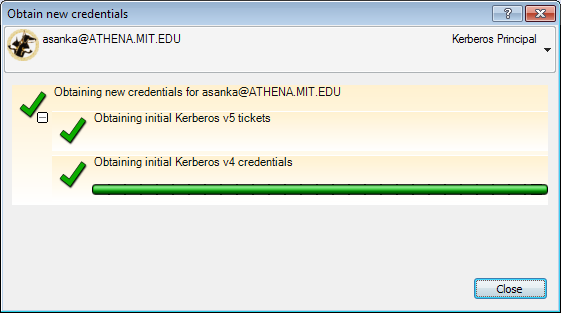 Obtain new credentials
asanka@ATHENA.MIT.EDU
Kerberos Principal
Obtaining new credentials for asanka@ATHENA.MIT.EDU
Obtaining initial Kerberos v5 tickets
Obtaining initial Kerberos v4 credentials
Close